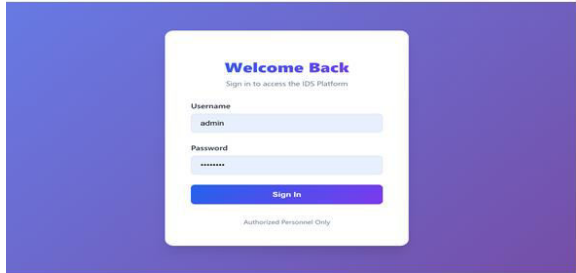 Welcome Back
Sign in to access the IDS Platform
Username
admin
Password
••••••••
Sign In
Authorized Personnel Only